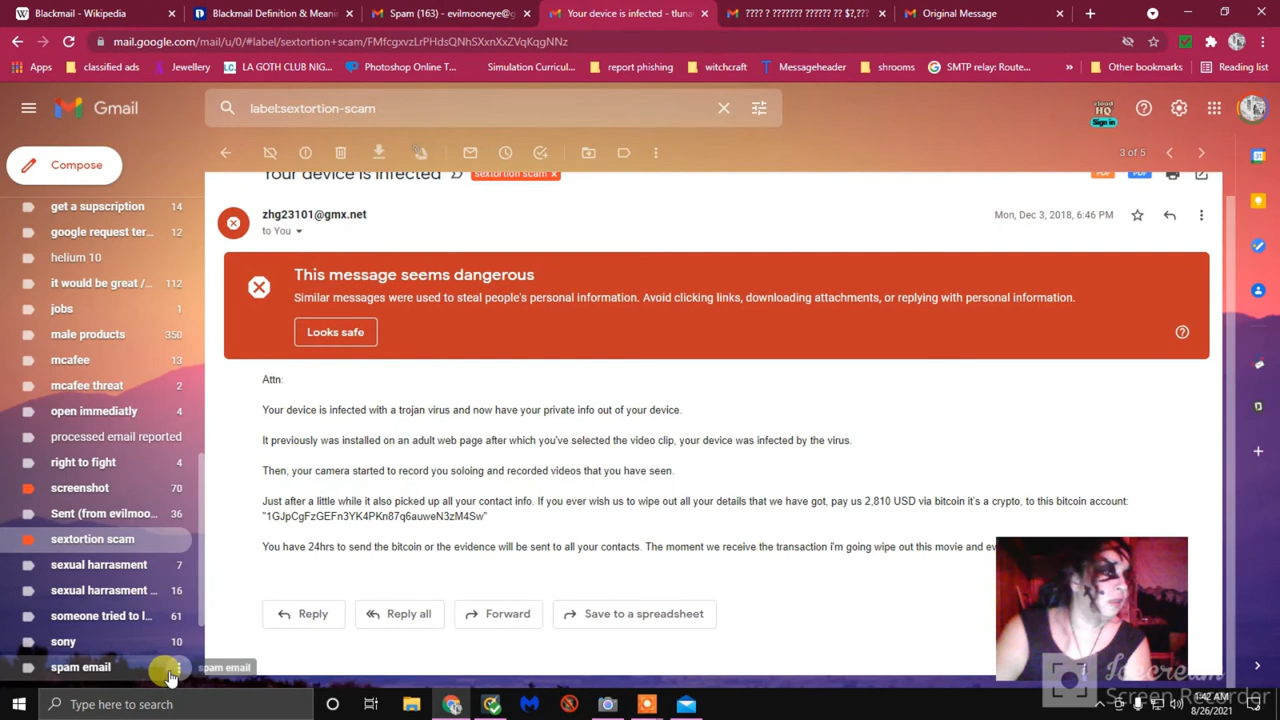 Blackmail - Wikipedia
Blackmail Definition & Meani
Spam (163) - evilmooneye@g
Your device is infected - tluna
???? ? ??????? ?????? ?? $?,???
Original Message
mail.google.com/mail/u/0/#label/sextortion+scam/FMfcgxvzLrPHdsQNhSXxnXxZVqKqgNNz
Apps
classified ads
Jewellery
LA GOTH CLUB NIG...
Photoshop Online T...
Simulation Curricul...
report phishing
witchcraft
Messageheader
shrooms
SMTP relay: Route...
Other bookmarks
Reading list
Gmail
label:sextortion-scam
cloud HQ
Sign in
Compose
3 of 5
get a supscription 14
google request ter... 12
helium 10
it would be great /... 112
jobs 1
male products 350
mcafee 13
mcafee threat 2
open immediatly 4
processed email reported
right to fight 4
screenshot 70
Sent (from evilmoo... 36
sextortion scam
sexual harrasment 7
sexual harrasment ... 16
someone tried to l... 61
sony 10
spam email
spam email
Your device is infected
sextortion scam x
PDF
PDF
zhg23101@gmx.net
to You
Mon, Dec 3, 2018, 6:46 PM
This message seems dangerous
Similar messages were used to steal people's personal information. Avoid clicking links, downloading attachments, or replying with personal information.
Looks safe
Attn:
Your device is infected with a trojan virus and now have your private info out of your device.
It previously was installed on an adult web page after which you've selected the video clip, your device was infected by the virus.
Then, your camera started to record you soloing and recorded videos that you have seen.
Just after a little while it also picked up all your contact info. If you ever wish us to wipe out all your details that we have got, pay us 2,810 USD via bitcoin it's a crypto, to this bitcoin account:
"1GJpCgFzGEFn3YK4PKn87q6auweN3zM4Sw"
You have 24hrs to send the bitcoin or the evidence will be sent to all your contacts. The moment we receive the transaction i'm going wipe out this movie and ev
Reply
Reply all
Forward
Save to a spreadsheet
Icecream
Screen Recorder
Type here to search
1:42 AM
8/26/2021